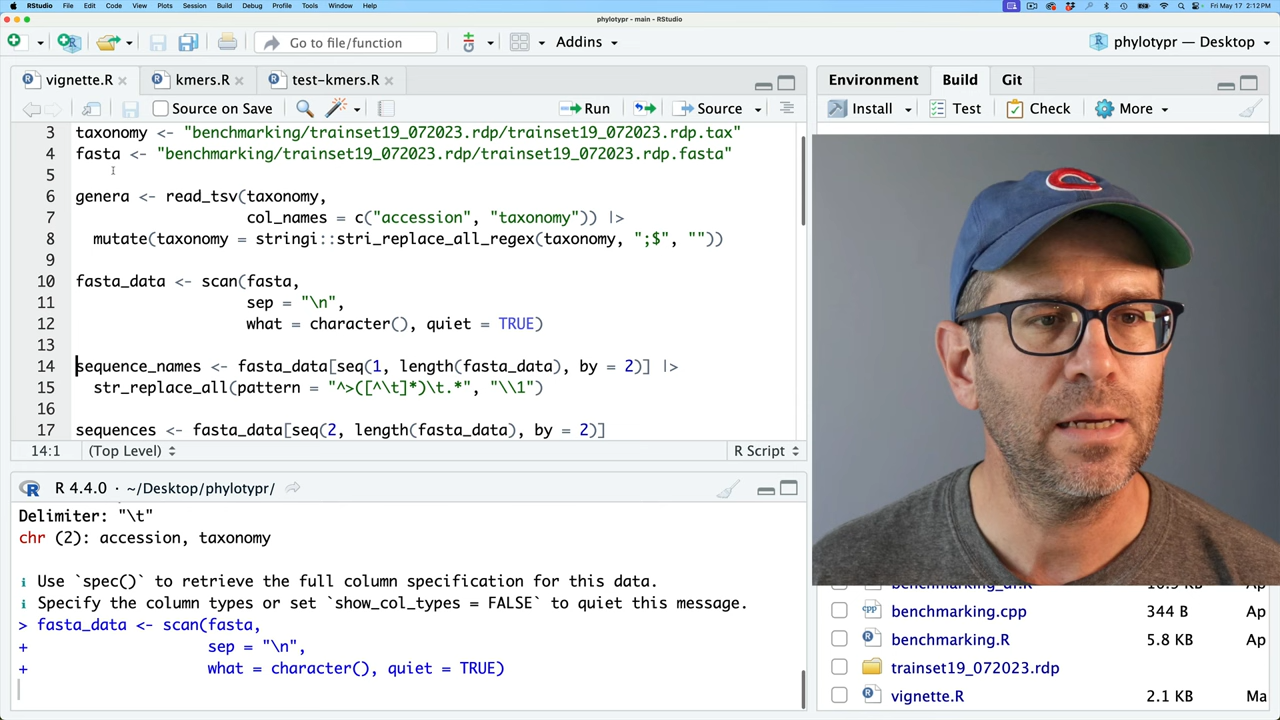 RStudio File Edit Code View Plots Session Build Debug Profile Tools Window Help
Fri May 17 2:12PM
phylotypr - main - RStudio
Go to file/function
Addins
phylotypr — Desktop
vignette.R
kmers.R
test-kmers.R
Source on Save
Run
Source
3 taxonomy <- "benchmarking/trainset19_072023.rdp/trainset19_072023.rdp.tax"
4 fasta <- "benchmarking/trainset19_072023.rdp/trainset19_072023.rdp.fasta"
5
6 genera <- read_tsv(taxonomy,
7 col_names = c("accession", "taxonomy")) |>
8 mutate(taxonomy = stringi::stri_replace_all_regex(taxonomy, ";$", ""))
9
10 fasta_data <- scan(fasta,
11 sep = "\n",
12 what = character(), quiet = TRUE)
13
14 sequence_names <- fasta_data[seq(1, length(fasta_data), by = 2)] |>
15 str_replace_all(pattern = "^>([^\t]*)\t.*", "\\1")
16
17 sequences <- fasta_data[seq(2, length(fasta_data), by = 2)]
14:1 (Top Level) R Script
R 4.4.0 · ~/Desktop/phylotypr/
Delimiter: "\t"
chr (2): accession, taxonomy
i Use `spec()` to retrieve the full column specification for this data.
i Specify the column types or set `show_col_types = FALSE` to quiet this message.
> fasta_data <- scan(fasta,
+ sep = "\n",
+ what = character(), quiet = TRUE)
Environment Build Git
Install Test Check More
benchmarking.cpp 344 B Ap
benchmarking.R 5.8 KB Ap
trainset19_072023.rdp
vignette.R 2.1 KB Ma